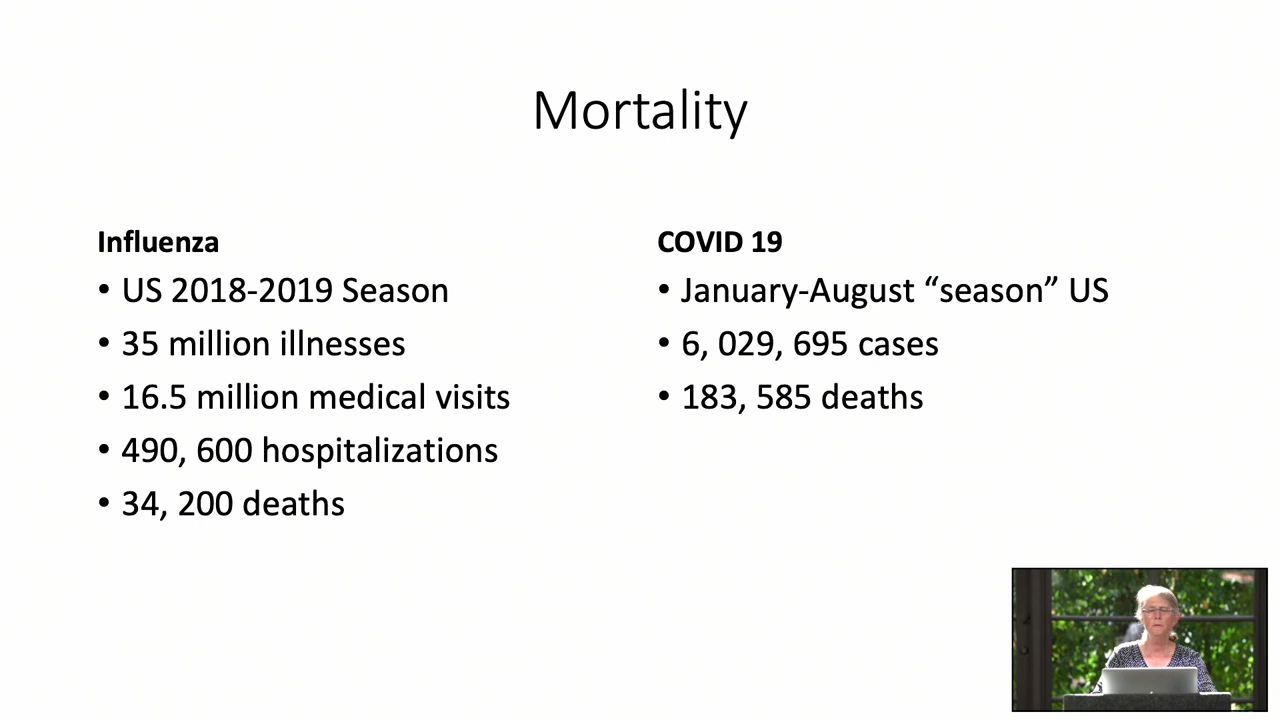 Mortality
Influenza
• US 2018-2019 Season
• 35 million illnesses
• 16.5 million medical visits
• 490, 600 hospitalizations
• 34, 200 deaths
COVID 19
• January-August “season” US
• 6, 029, 695 cases
• 183, 585 deaths